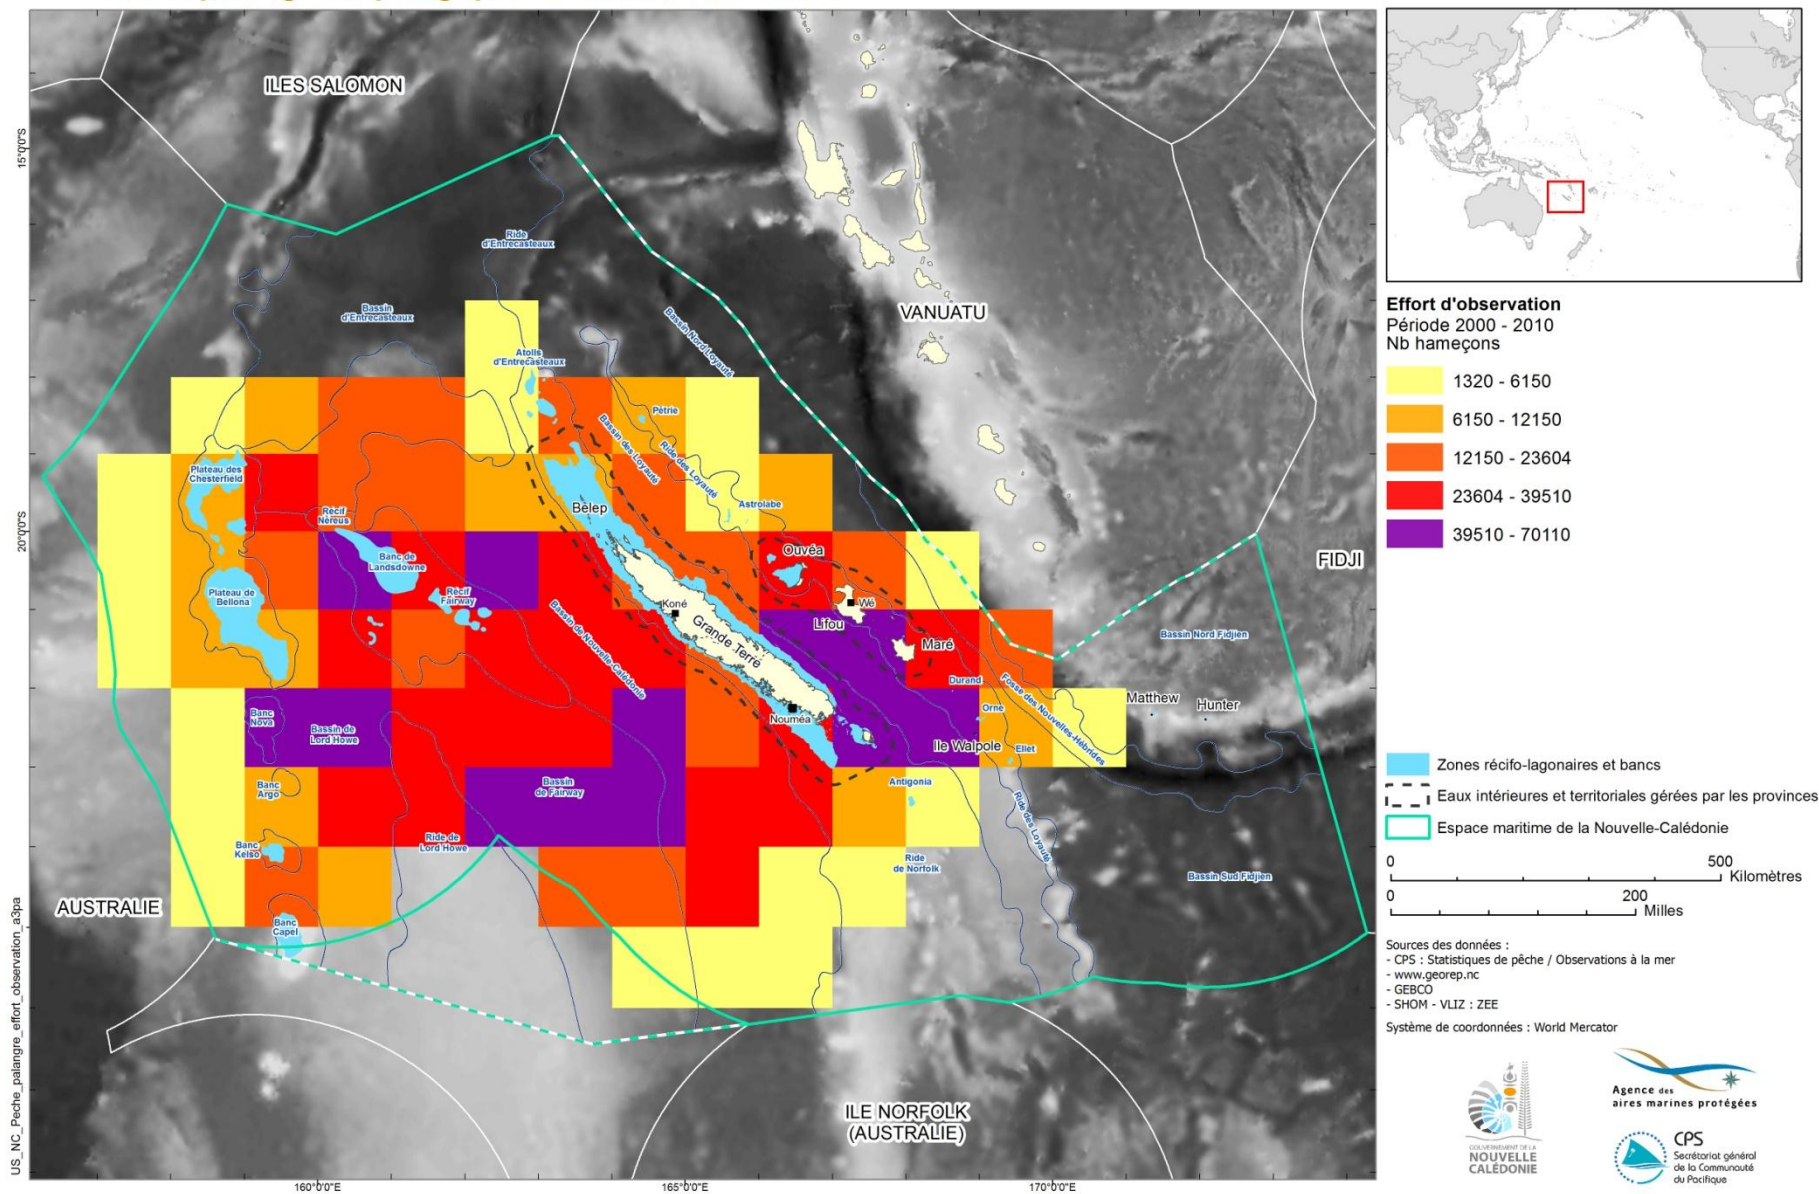 ILES SALOMON
VANUATU
FIDJI
AUSTRALIE
ILE NORFOLK
(AUSTRALIE)
15°0'0"S
20°0'0"S
160°0'0"E
165°0'0"E
170°0'0"E
US_NC_Peche_palangre_effort_observation_a3pa
Ride
d'Entrecasteaux
Bassin
d'Entrecasteaux
Bassin Nord Loyauté
Atolls
d'Entrecasteaux
Pétrie
Bassin des Loyauté
Ride des Loyauté
Astrolabe
Plateau des
Chesterfield
Récif
Néréus
Bélep
Banc de
Landsdowne
Récif
Fairway
Plateau de
Bellona
Ouvéa
Wé
Lifou
Koné
Grande Terre
Maré
Bassin de Nouvelle-Calédonie
Durand
Bassin Nord Fidjien
Matthew
Hunter
Fosse des Nouvelles-Hébrides
Orne
Banc
Nova
Bassin de
Lord Howe
Nouméa
Ile Walpole
Ellet
Banc
Argo
Bassin
de Fairway
Antigonia
Ride des Loyauté
Banc
Kelso
Ride de
Lord Howe
Ride
de Norfolk
Bassin Sud Fidjien
Banc
Capel
Effort d'observation
Période 2000 - 2010
Nb hameçons
1320 - 6150
6150 - 12150
12150 - 23604
23604 - 39510
39510 - 70110
Zones récifo-lagonaires et bancs
Eaux intérieures et territoriales gérées par les provinces
Espace maritime de la Nouvelle-Calédonie
0 500
Kilomètres
0 200
Milles
Sources des données :
- CPS : Statistiques de pêche / Observations à la mer
- www.georep.nc
- GEBCO
- SHOM - VLIZ : ZEE
Système de coordonnées : World Mercator
GOUVERNEMENT DE LA
NOUVELLE
CALÉDONIE
Agence des
aires marines protégées
CPS
Secrétariat général
de la Communauté
du Pacifique